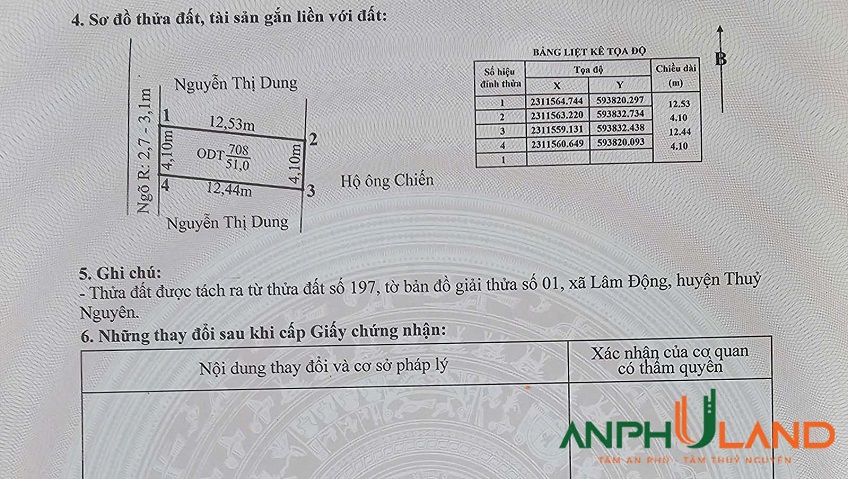 4. Sơ đồ thửa đất, tài sản gắn liền với đất:
Nguyễn Thị Dung
Ngõ R: 2,7 - 3,1m
1
12,53m
2
4,10m
ODT 708
51,0
4,10m
4
12,44m
3
Hộ ông Chiến
Nguyễn Thị Dung
B
BẢNG LIỆT KÊ TỌA ĐỘ
Số hiệu đỉnh thửa Tọa độ Chiều dài (m)
X Y
1 2311564.744 593820.297
12.53
2 2311563.220 593832.734
4.10
3 2311559.131 593832.438
12.44
4 2311560.649 593820.093
4.10
1
5. Ghi chú:
- Thửa đất được tách ra từ thửa đất số 197, tờ bản đồ giải thửa số 01, xã Lâm Động, huyện Thuỷ
Nguyên.
6. Những thay đổi sau khi cấp Giấy chứng nhận:
Nội dung thay đổi và cơ sở pháp lý
Xác nhận của cơ quan
có thẩm quyền
ANPHULAND
TÂM AN PHÚ - TÂM THUỶ NGUYÊN